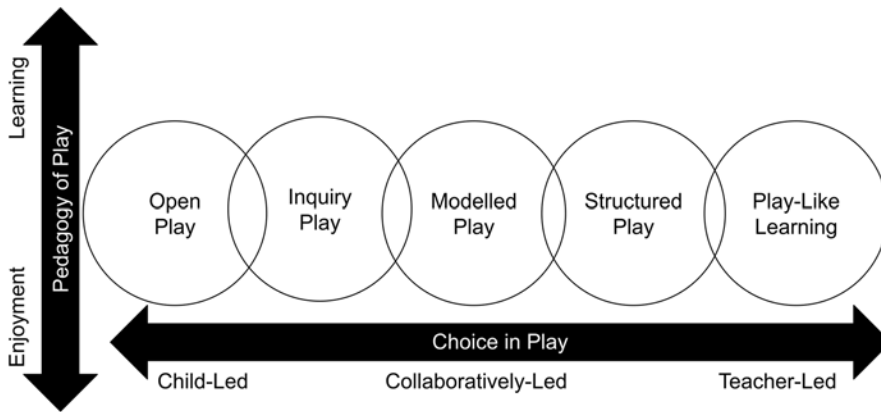 Learning
Pedagogy of Play
Enjoyment
Open
Play
Inquiry
Play
Modelled
Play
Structured
Play
Play-Like
Learning
Choice in Play
Child-Led
Collaboratively-Led
Teacher-Led